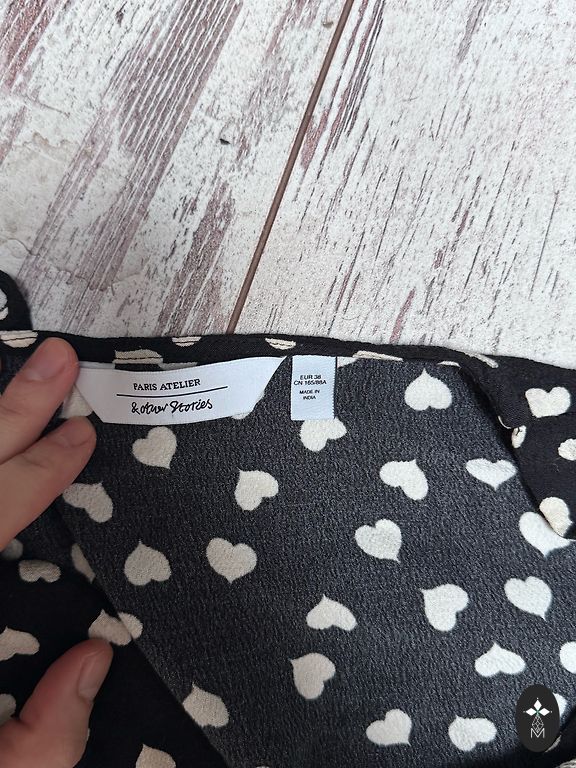 PARIS ATELIER
& other Stories
EUR 38
CN 165/88A
MADE IN
INDIA
M